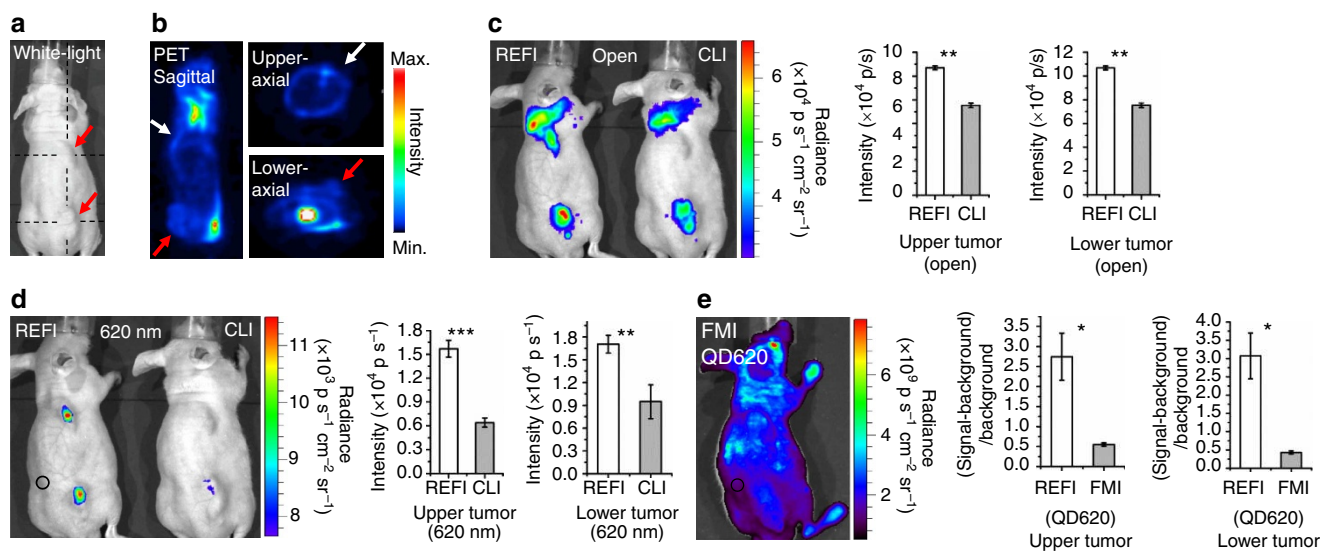 a
White-light
b
PET
Sagittal
Upper-
axial
Lower-
axial
Max.
Intensity
Min.
c
REFI
Open
CLI
6
5
4
Radiance
(×10⁴ p s⁻¹ cm⁻² sr⁻¹)
Intensity (×10⁴ p/s)
10
8
6
4
2
0
**
REFI CLI
Upper tumor
(open)
Intensity (×10⁴ p/s)
12
10
8
6
4
2
0
**
REFI CLI
Lower tumor
(open)
d
REFI
620 nm
CLI
11
10
9
8
Radiance
(×10³ p s⁻¹ cm⁻² sr⁻¹)
Intensity (×10⁴ p s⁻¹)
1.8
1.5
1.2
0.9
0.6
0.3
0.0
***
REFI CLI
Upper tumor
(620 nm)
Intensity (×10⁴ p s⁻¹)
1.8
1.5
1.2
0.9
0.6
0.3
0.0
**
REFI CLI
Lower tumor
(620 nm)
e
FMI
QD620
6
4
2
Radiance
(×10⁹ p s⁻¹ cm⁻² sr⁻¹)
(Signal-background)
/background
3.5
3.0
2.5
2.0
1.5
1.0
0.5
0.0
*
REFI FMI
(QD620)
Upper tumor
(Signal-background)
/background
4.0
3.5
3.0
2.5
2.0
1.5
1.0
0.5
0.0
*
REFI FMI
(QD620)
Lower tumor